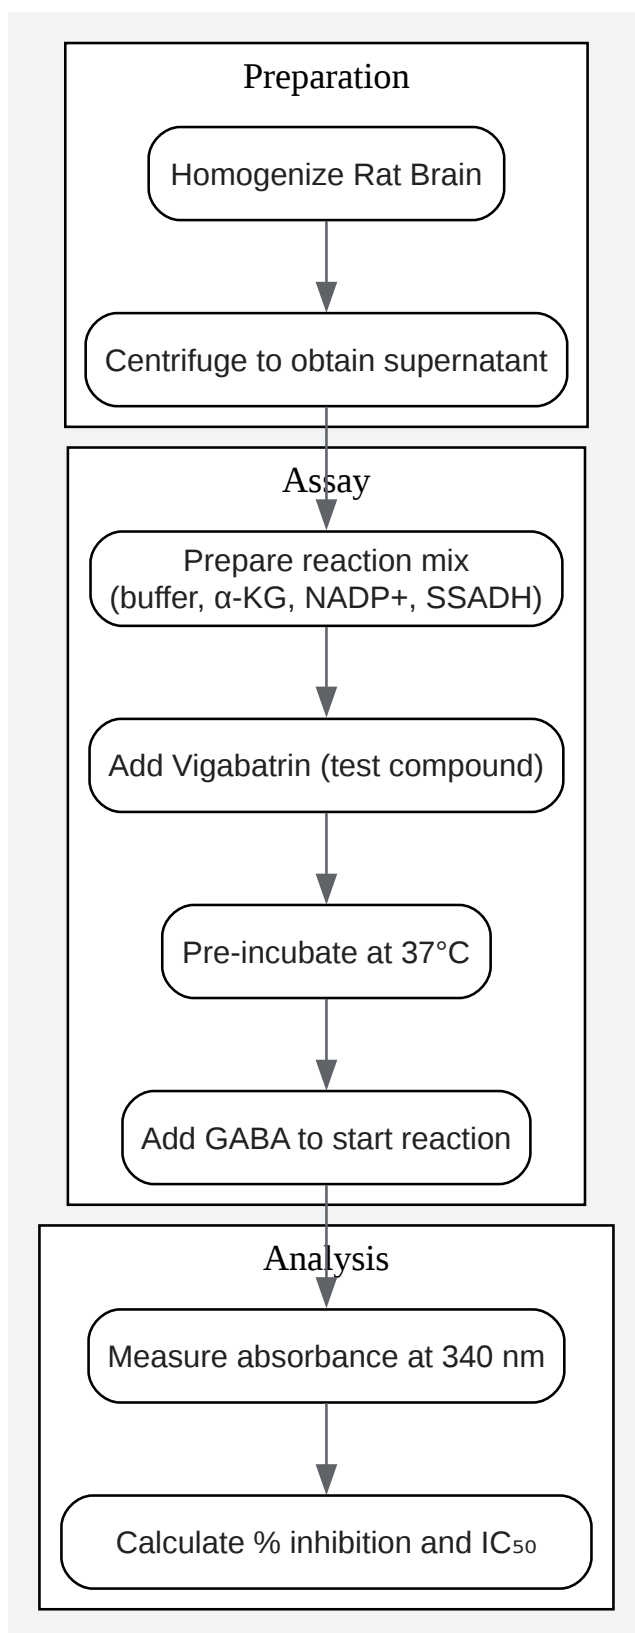 Preparation
Homogenize Rat Brain
Centrifuge to obtain supernatant
Assay
Prepare reaction mix
(buffer, α-KG, NADP+, SSADH)
Add Vigabatrin (test compound)
Pre-incubate at 37°C
Add GABA to start reaction
Analysis
Measure absorbance at 340 nm
Calculate % inhibition and IC₅₀